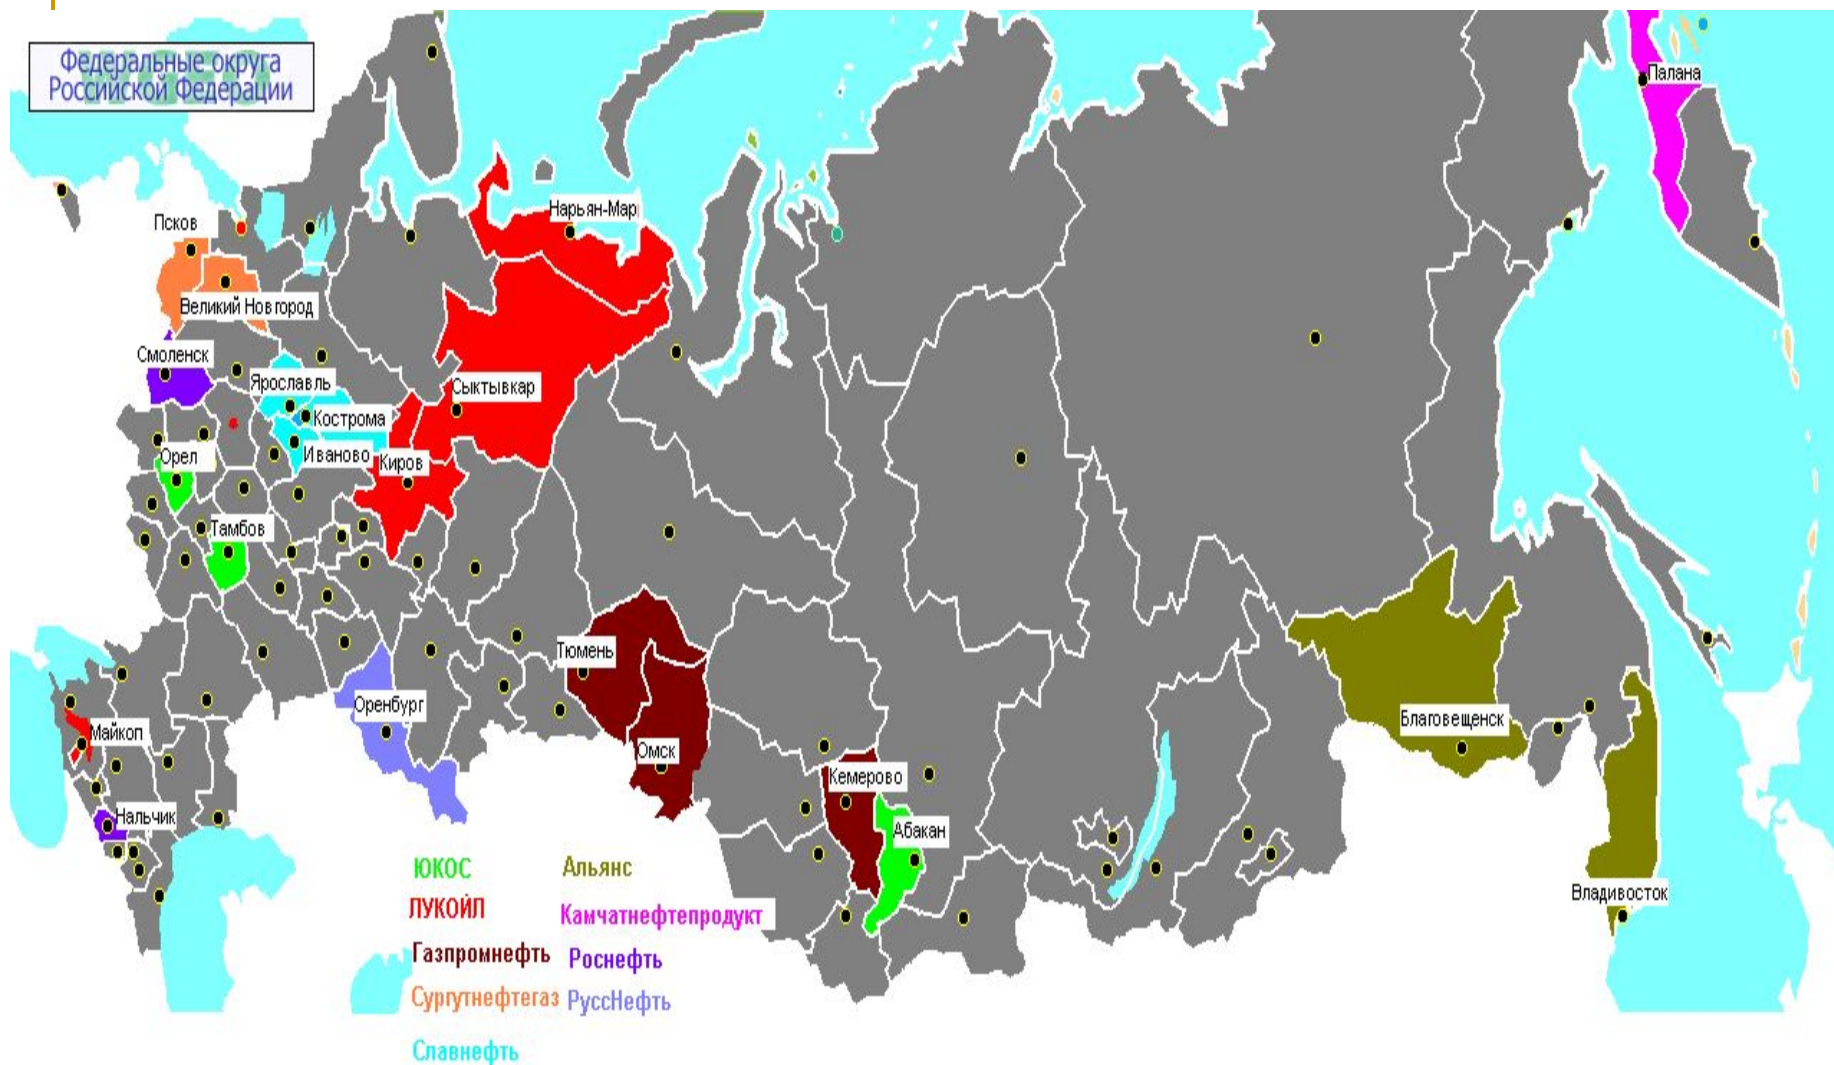 Федеральные округа
Российской Федерации
Палана
Нарьян-Мар
Псков
Великий Новгород
Смоленск
Ярославль
Сыктывкар
Кострома
Иваново
Орел
Киров
Тамбов
Тюмень
Оренбург
Благовещенск
Майкоп
Омск
Кемерово
Нальчик
Абакан
Владивосток
ЮКОС
Альянс
ЛУКОЙЛ
Камчатнефтепродукт
Газпромнефть
Роснефть
Сургутнефтегаз
РуссНефть
Славнефть